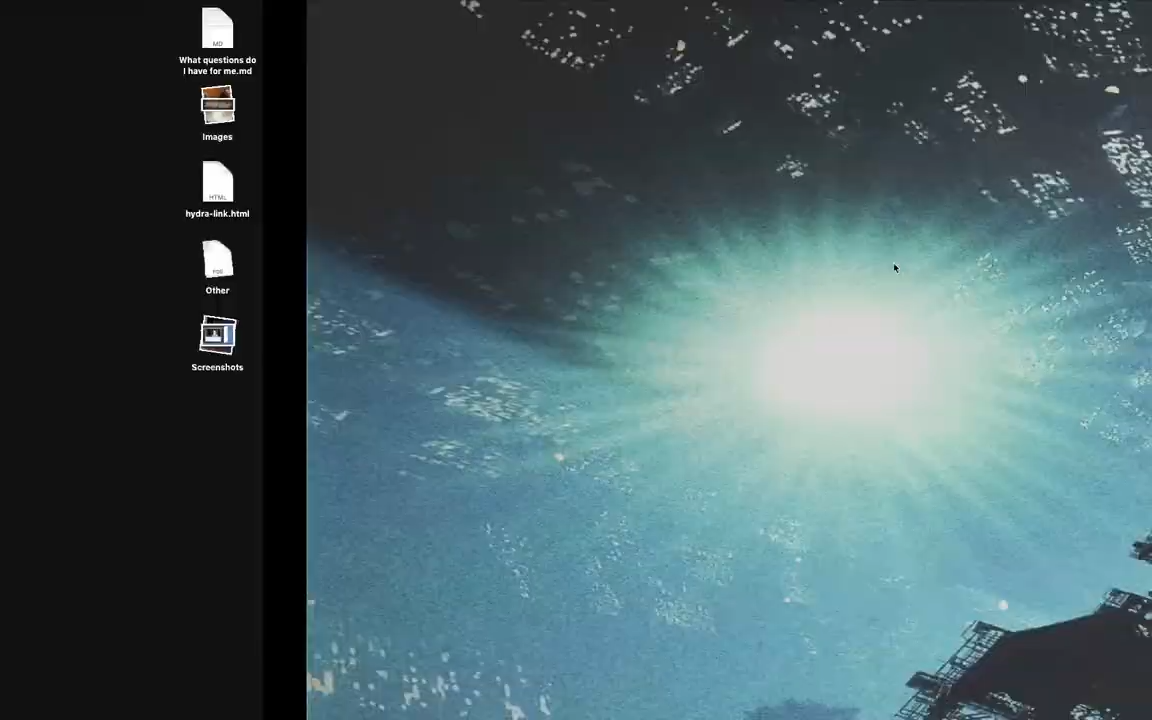 MD
What questions do
I have for me.md
Images
HTML
hydra-link.html
Other
Screenshots